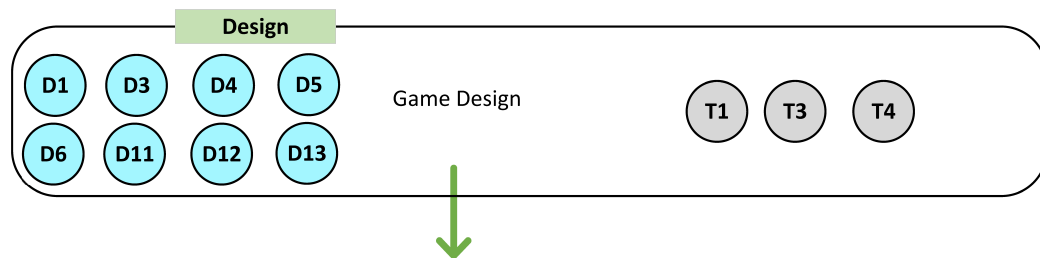 Design
D1 D3 D4 D5
Game Design
T1 T3 T4
D6 D11 D12 D13